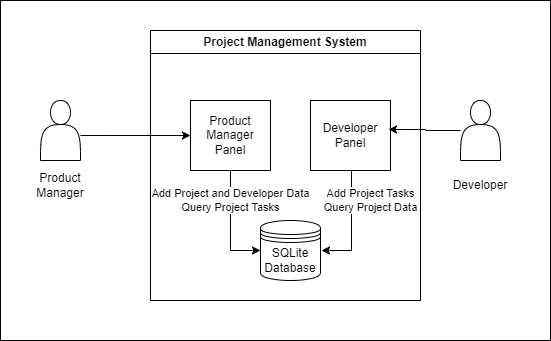 Project Management System
Product
Manager
Panel
Developer
Panel
Product
Manager
Developer
Add Project and Developer Data
Query Project Tasks
Add Project Tasks
Query Project Data
SQLite
Database